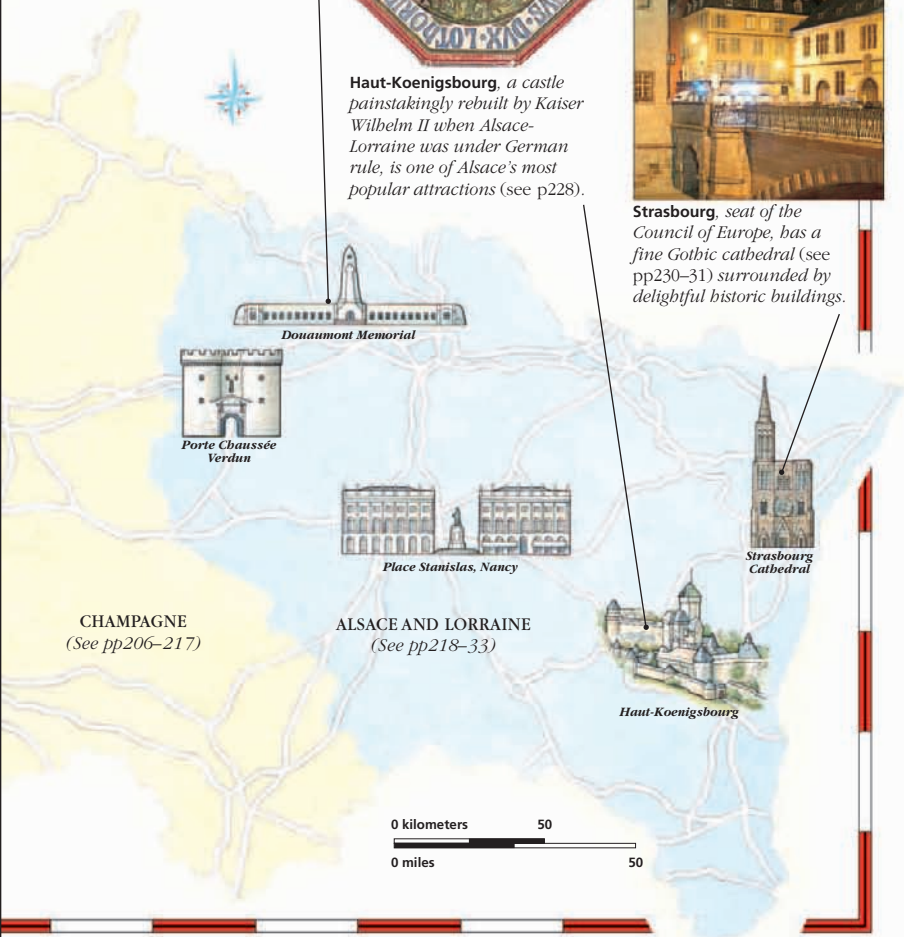 VS·DVX·LOTDORI
Haut-Koenigsbourg, a castle
painstakingly rebuilt by Kaiser
Wilhelm II when Alsace-
Lorraine was under German
rule, is one of Alsace’s most
popular attractions (see p228).
Strasbourg, seat of the
Council of Europe, has a
fine Gothic cathedral (see
pp230–31) surrounded by
delightful historic buildings.
Douaumont Memorial
Porte Chaussée
Verdun
Place Stanislas, Nancy
Strasbourg
Cathedral
CHAMPAGNE
(See pp206–217)
ALSACE AND LORRAINE
(See pp218–33)
Haut-Koenigsbourg
0 kilometers 50
0 miles 50